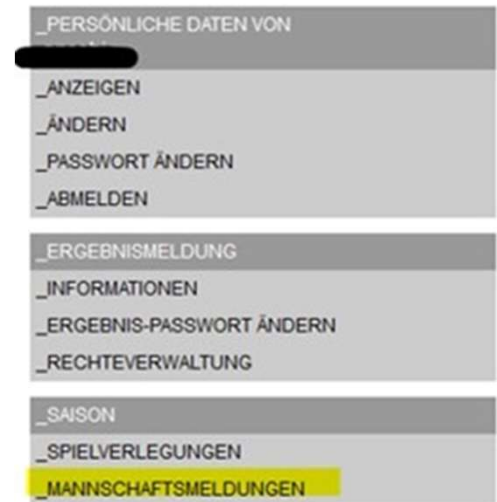 _PERSÖNLICHE DATEN VON
_ANZEIGEN
_ÄNDERN
_PASSWORT ÄNDERN
_ABMELDEN
_ERGEBNISMELDUNG
_INFORMATIONEN
_ERGEBNIS-PASSWORT ÄNDERN
_RECHTEVERWALTUNG
_SAISON
_SPIELVERLEGUNGEN
_MANNSCHAFTSMELDUNGEN